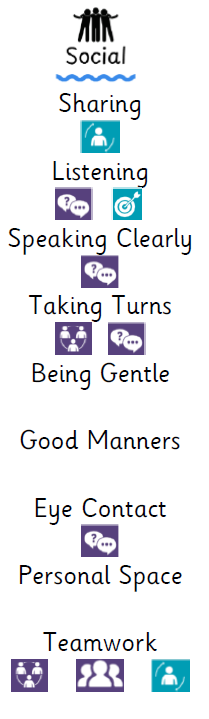 Social
Sharing
Listening
Speaking Clearly
Taking Turns
Being Gentle
Good Manners
Eye Contact
Personal Space
Teamwork